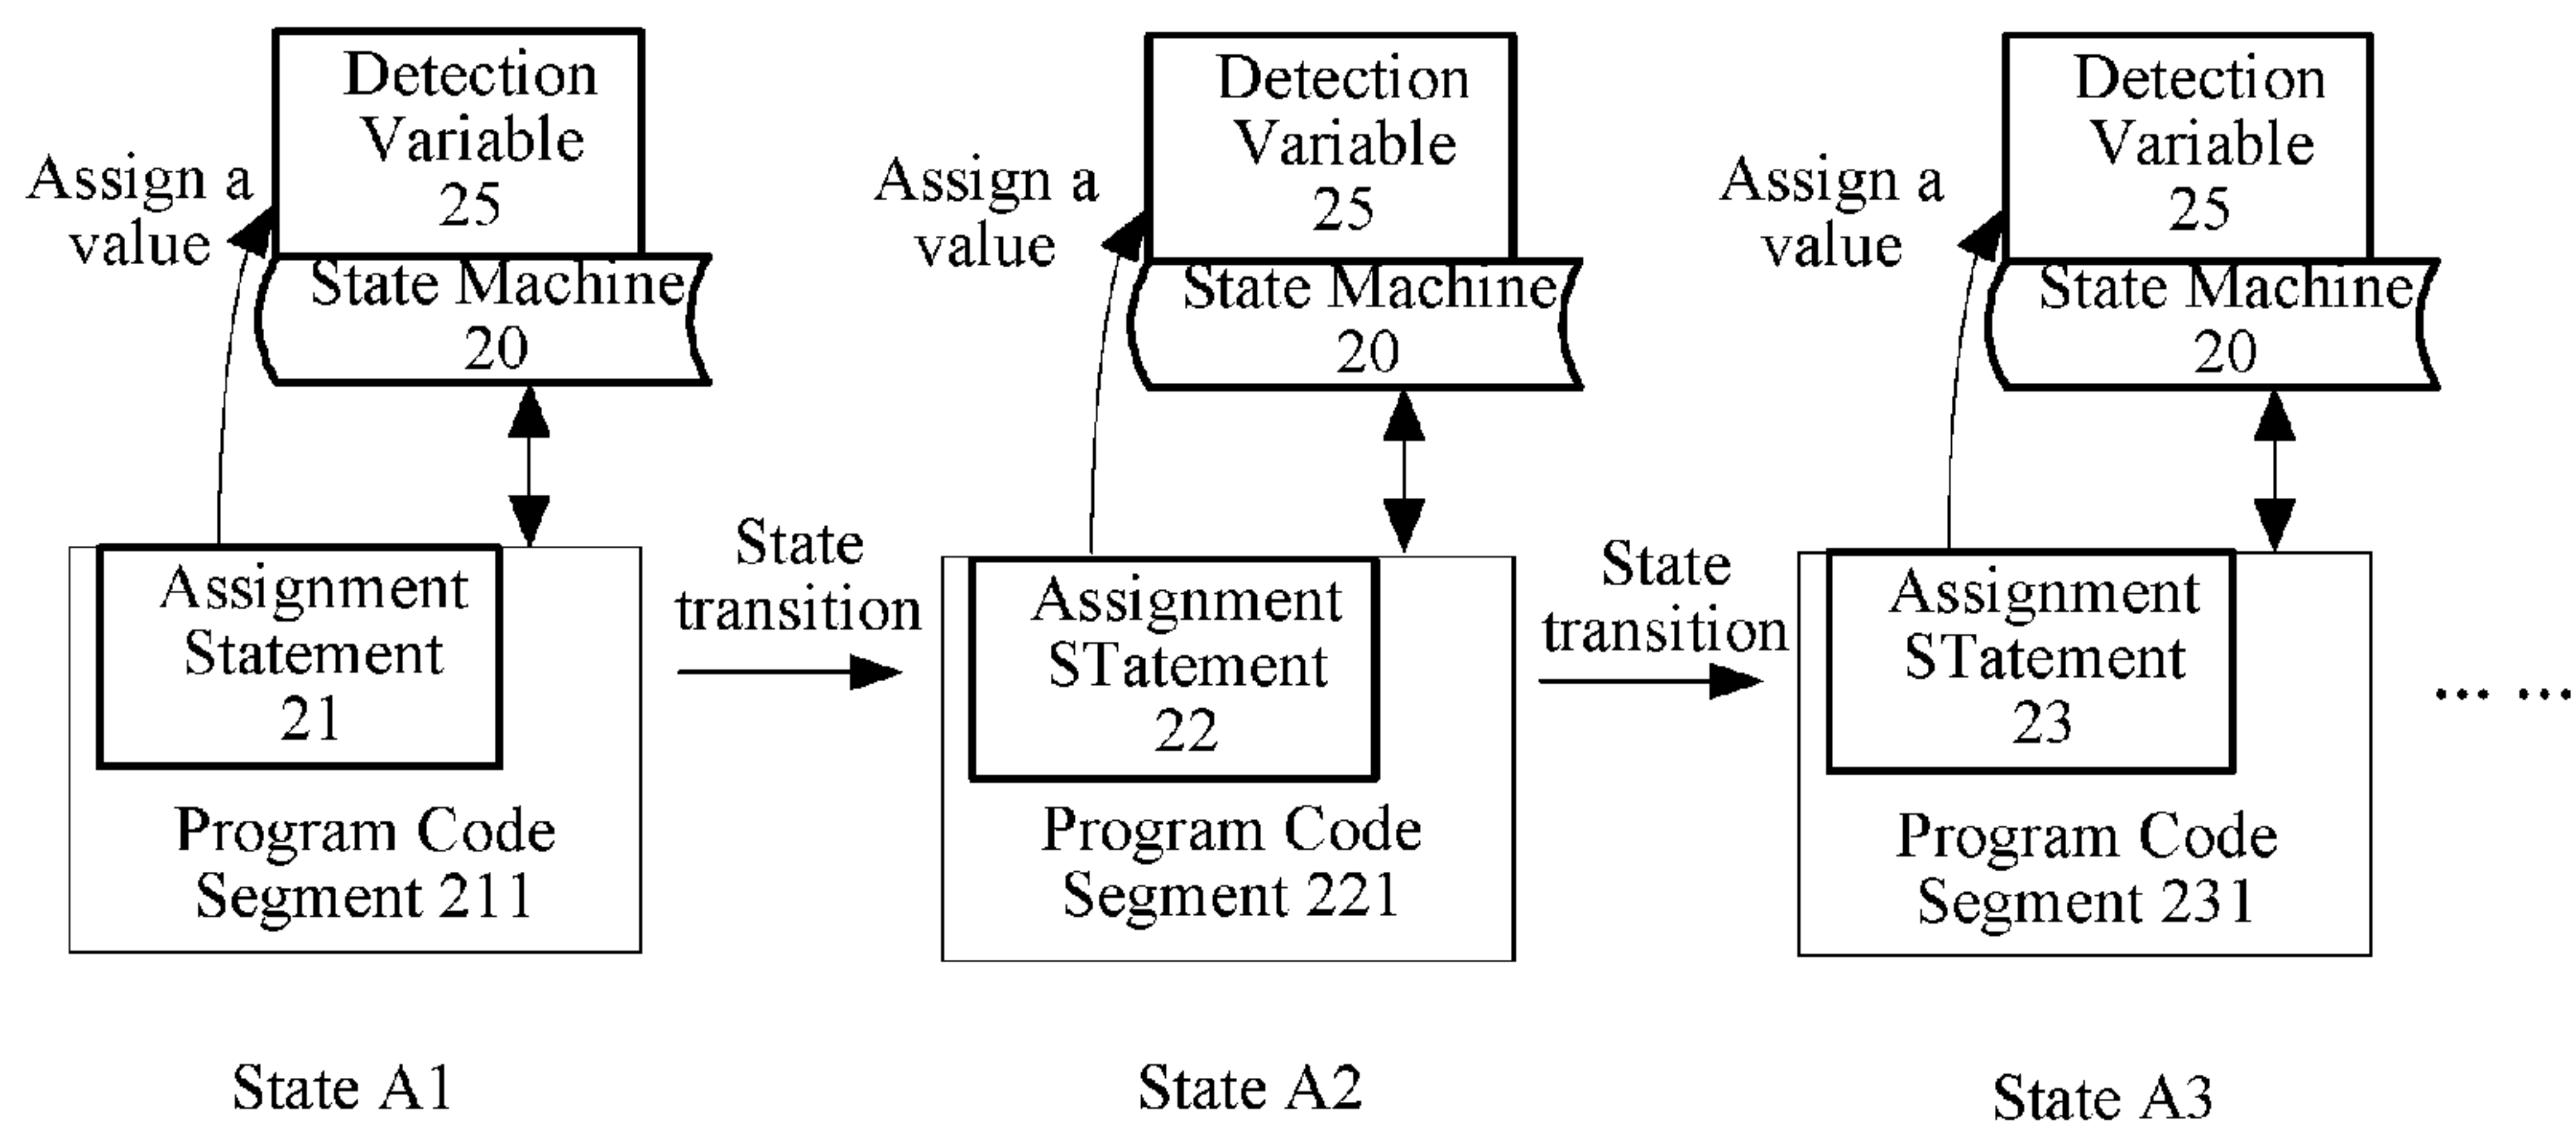 Detection
Variable
25
Assign a
value
State Machine
20
Assignment
Statement
21
Program Code
Segment 211
State A1
State
transition
Detection
Variable
25
Assign a
value
State Machine
20
Assignment
STatement
22
Program Code
Segment 221
State A2
State
transition
Detection
Variable
25
Assign a
value
State Machine
20
Assignment
STatement
23
Program Code
Segment 231
State A3
... ...